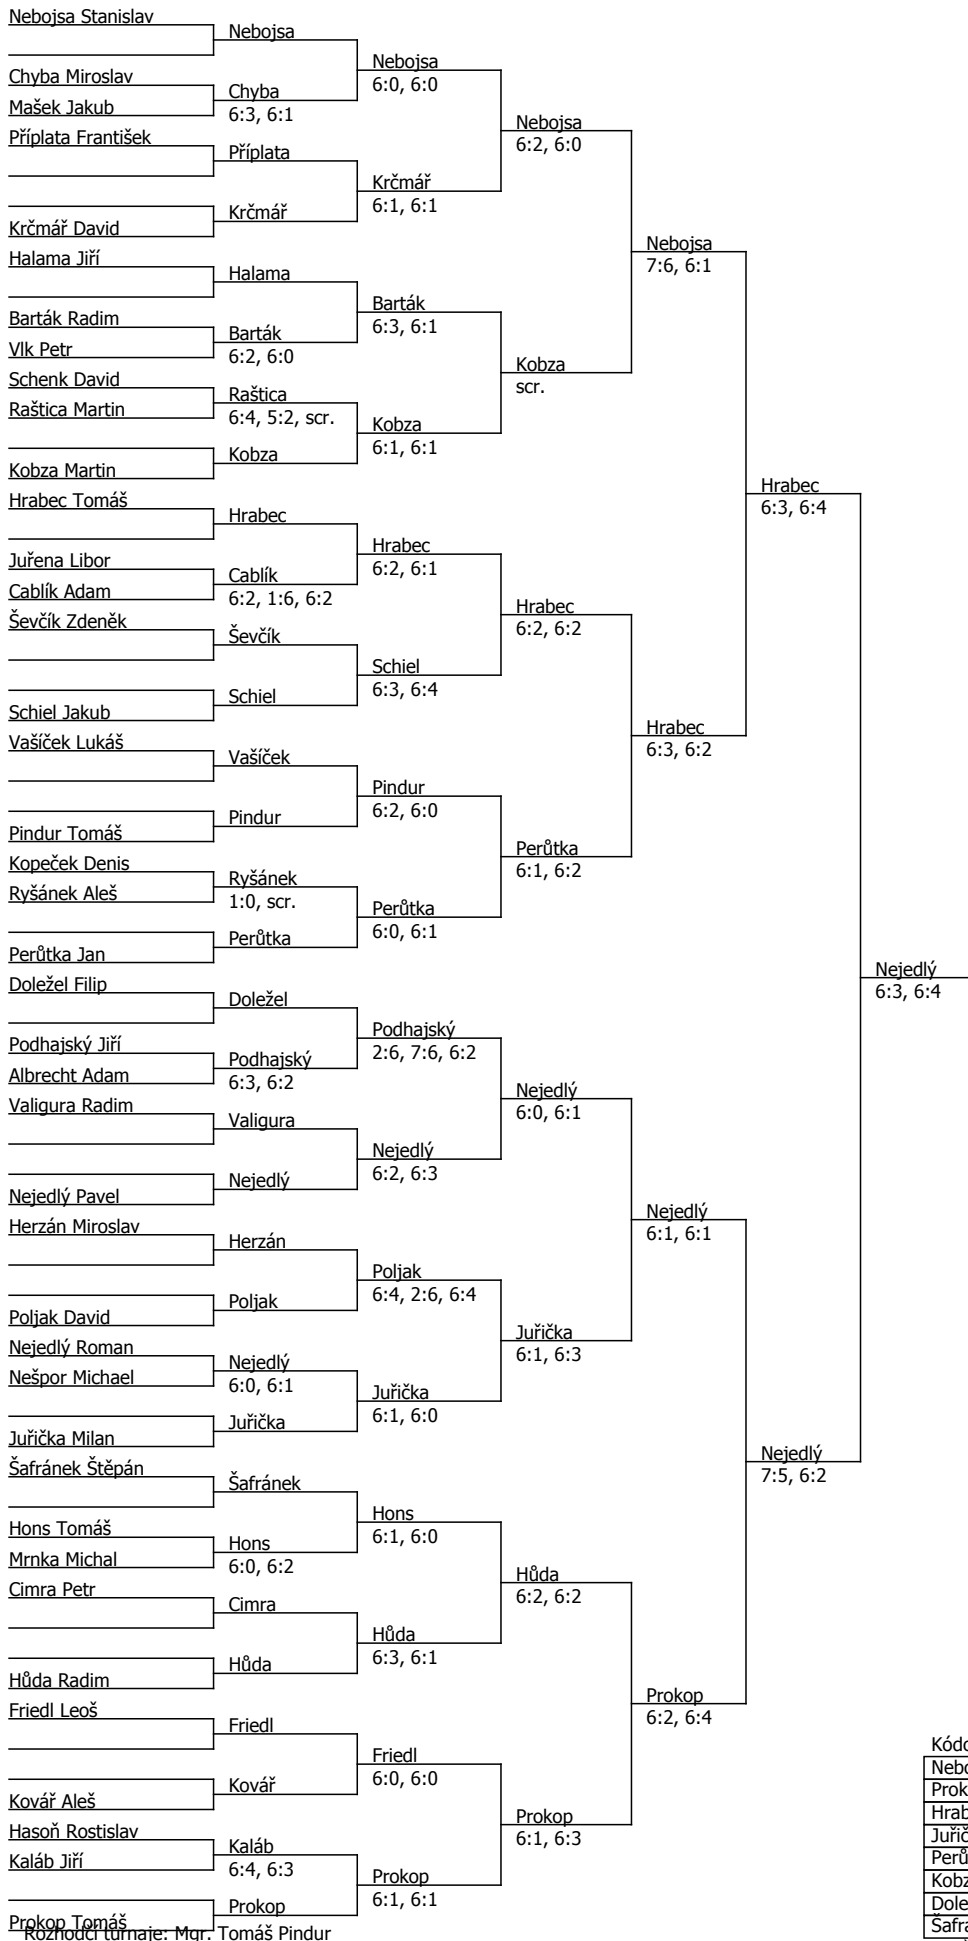 Nebojsa Stanislav
Nebojsa
Nebojsa
6:0, 6:0
Chyba Miroslav
Chyba
Mašek Jakub
6:3, 6:1
Nebojsa
6:2, 6:0
Příplata František
Příplata
Krčmář
6:1, 6:1
Krčmář
Krčmář David
Nebojsa
7:6, 6:1
Halama Jiří
Halama
Barták
6:3, 6:1
Barták Radim
Barták
Vlk Petr
6:2, 6:0
Kobza
scr.
Schenk David
Raštica
Raštica Martin
6:4, 5:2, scr.
Kobza
6:1, 6:1
Kobza
Kobza Martin
Hrabec
6:3, 6:4
Hrabec Tomáš
Hrabec
Hrabec
6:2, 6:1
Juřena Libor
Cablík
Cablík Adam
6:2, 1:6, 6:2
Hrabec
6:2, 6:2
Ševčík Zdeněk
Ševčík
Schiel
6:3, 6:4
Schiel
Schiel Jakub
Hrabec
6:3, 6:2
Vašíček Lukáš
Vašíček
Pindur
6:2, 6:0
Pindur
Pindur Tomáš
Perůtka
6:1, 6:2
Kopeček Denis
Ryšánek
Ryšánek Aleš
1:0, scr.
Perůtka
6:0, 6:1
Perůtka
Perůtka Jan
Nejedlý
6:3, 6:4
Doležel Filip
Doležel
Podhajský
2:6, 7:6, 6:2
Podhajský Jiří
Podhajský
Albrecht Adam
6:3, 6:2
Nejedlý
6:0, 6:1
Valigura Radim
Valigura
Nejedlý
6:2, 6:3
Nejedlý
Nejedlý Pavel
Nejedlý
6:1, 6:1
Herzán Miroslav
Herzán
Poljak
6:4, 2:6, 6:4
Poljak
Poljak David
Juřička
6:1, 6:3
Nejedlý Roman
Nejedlý
Nešpor Michael
6:0, 6:1
Juřička
6:1, 6:0
Juřička
Juřička Milan
Nejedlý
7:5, 6:2
Šafránek Štěpán
Šafránek
Hons
6:1, 6:0
Hons Tomáš
Hons
Mrnka Michal
6:0, 6:2
Hůda
6:2, 6:2
Cimra Petr
Cimra
Hůda
6:3, 6:1
Hůda
Hůda Radim
Prokop
6:2, 6:4
Friedl Leoš
Friedl
Friedl
6:0, 6:0
Kovář
Kovář Aleš
Prokop
6:1, 6:3
Hasoň Rostislav
Kaláb
Kaláb Jiří
6:4, 6:3
Prokop
6:1, 6:1
Prokop
Prokop Tomáš
Rozhodčí turnaje: Mgr. Tomáš Pindur